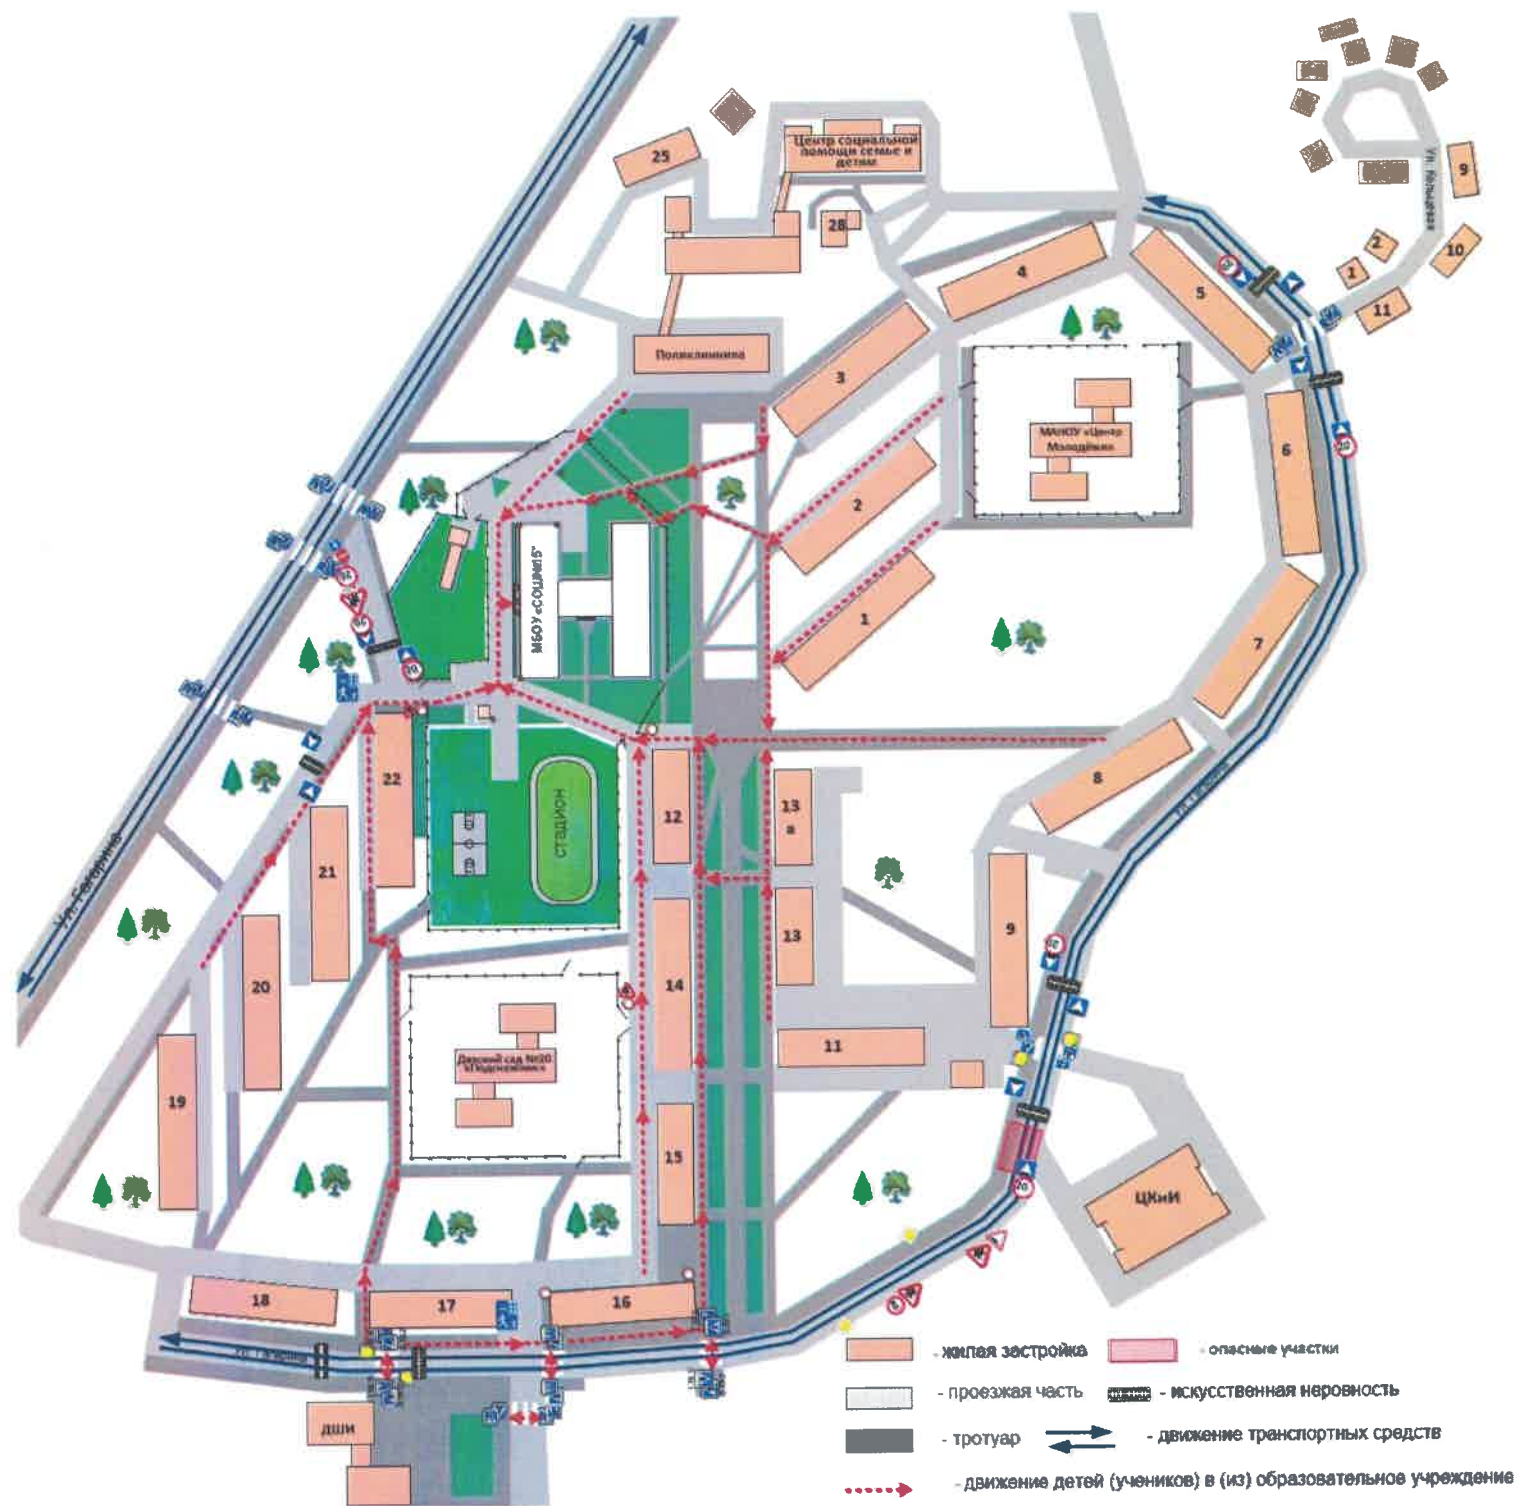 25
Центр социальной
помощи семье и
детям
28
4
5
9
2
1
10
11
Поликлиника
3
МАНОУ «Центр
Молодёжи»
6
2
МБОУ «СОШ№15"
1
7
8
22
12
13
а
СТАДИОН
21
Ул. Гагарина
20
14
13
9
11
Детский сад №20
«Подснежник»
19
15
ЦКиИ
18
17
16
ДШИ
- жилая застройка
- опасные участки
- проезжая часть
- искусственная неровность
- тротуар
- движение транспортных средств
- движение детей (учеников) в (из) образовательное учреждение